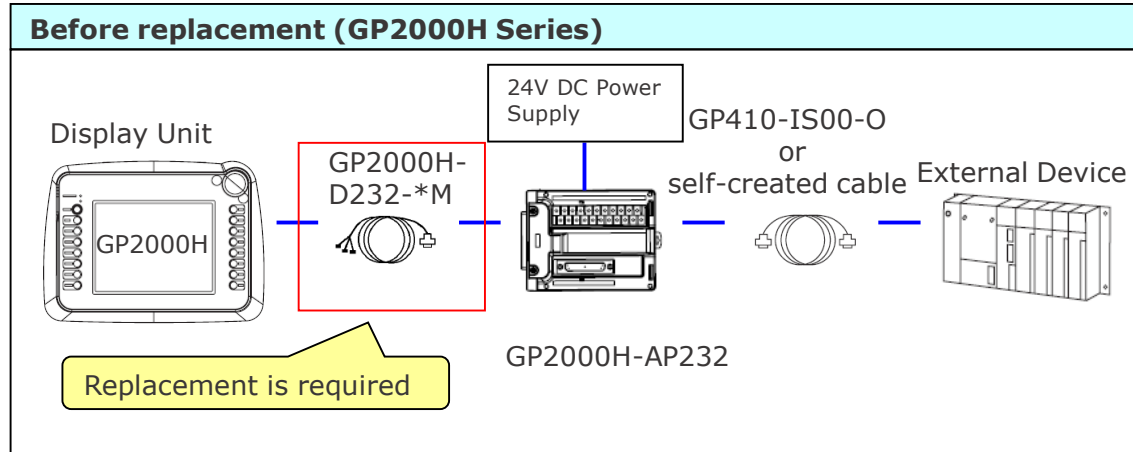 Before replacement (GP2000H Series)
24V DC Power
Supply
Display Unit
GP2000H-
D232-*M
GP410-IS00-O
or
self-created cable
External Device
GP2000H
GP2000H-AP232
Replacement is required